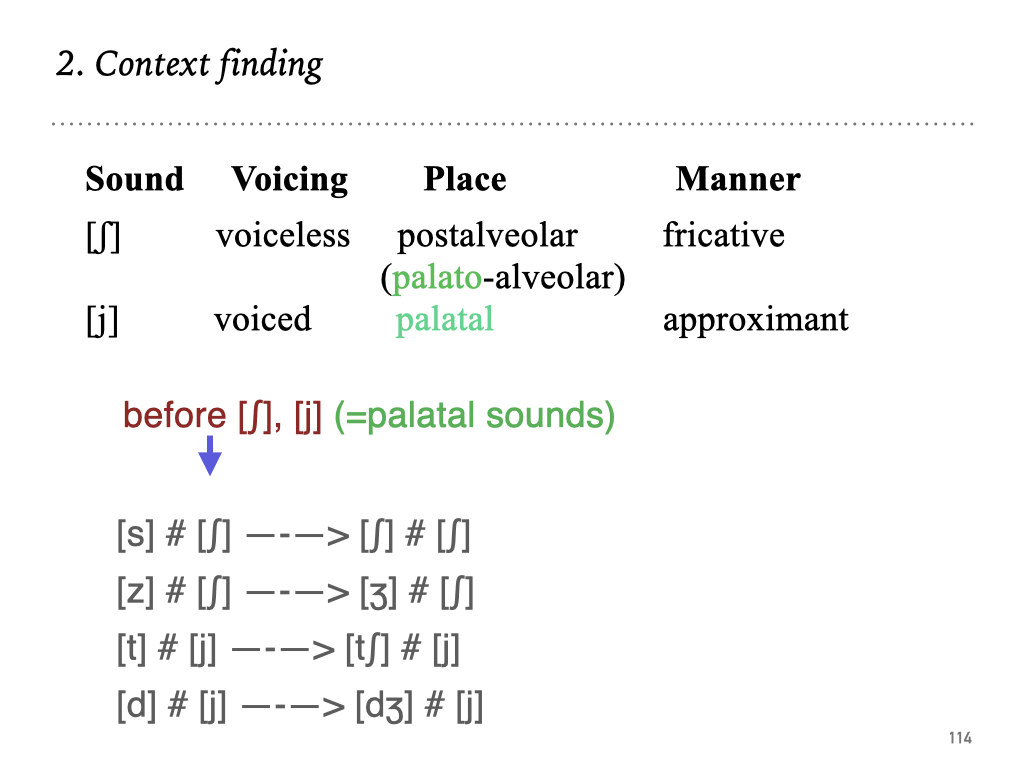 2. Context finding
Sound Voicing Place Manner
[ʃ] voiceless postalveolar fricative
(palato-alveolar)
[j] voiced palatal approximant
before [ʃ], [j] (=palatal sounds)
[s] # [ʃ] —-—> [ʃ] # [ʃ]
[z] # [ʃ] —-—> [ʒ] # [ʃ]
[t] # [j] —-—> [tʃ] # [j]
[d] # [j] —-—> [dʒ] # [j]
114